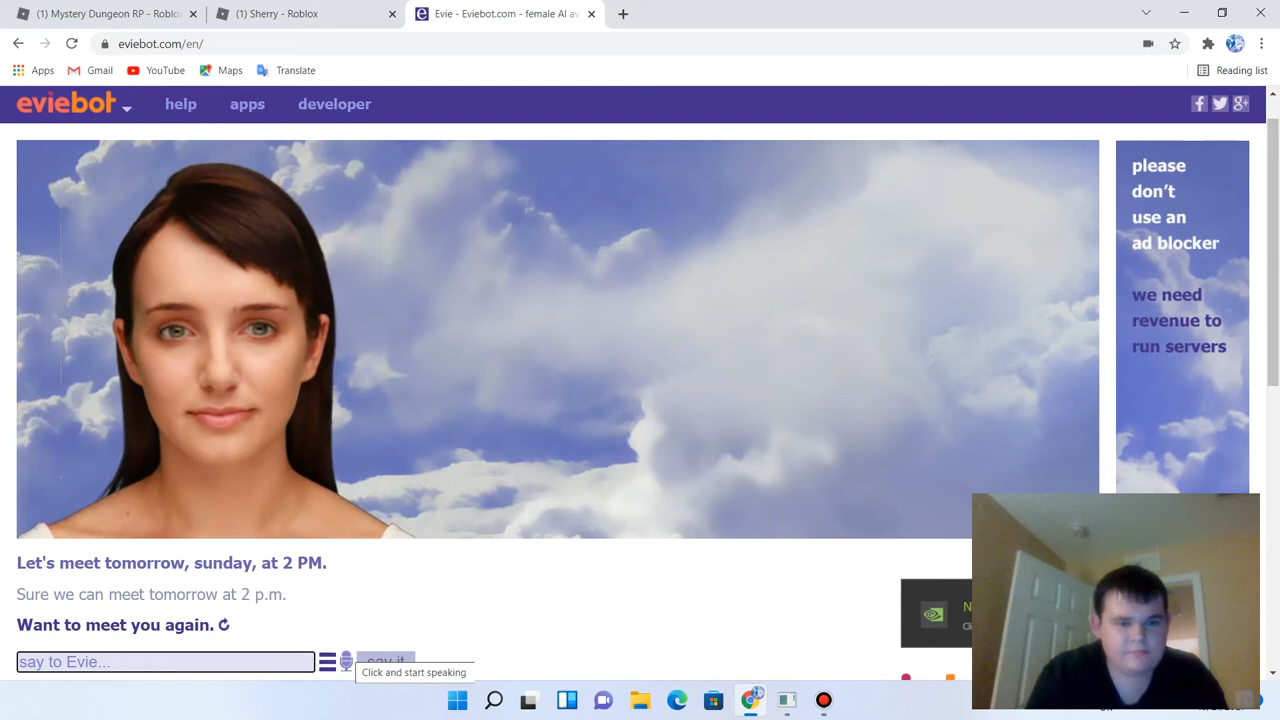 (1) Mystery Dungeon RP - Roblox
(1) Sherry - Roblox
Evie - Eviebot.com - female AI av
eviebot.com/en/
Apps
Gmail
YouTube
Maps
Translate
Reading list
eviebot
help
apps
developer
please
don't
use an
ad blocker
we need
revenue to
run servers
Let's meet tomorrow, sunday, at 2 PM.
Sure we can meet tomorrow at 2 p.m.
Want to meet you again.
say to Evie...
say it
Click and start speaking